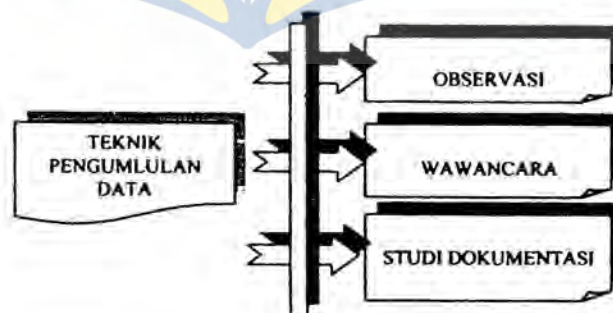 TEKNIK
PENGUMLULAN
DATA
OBSERVASI
WAWANCARA
STUDI DOKUMENTASI